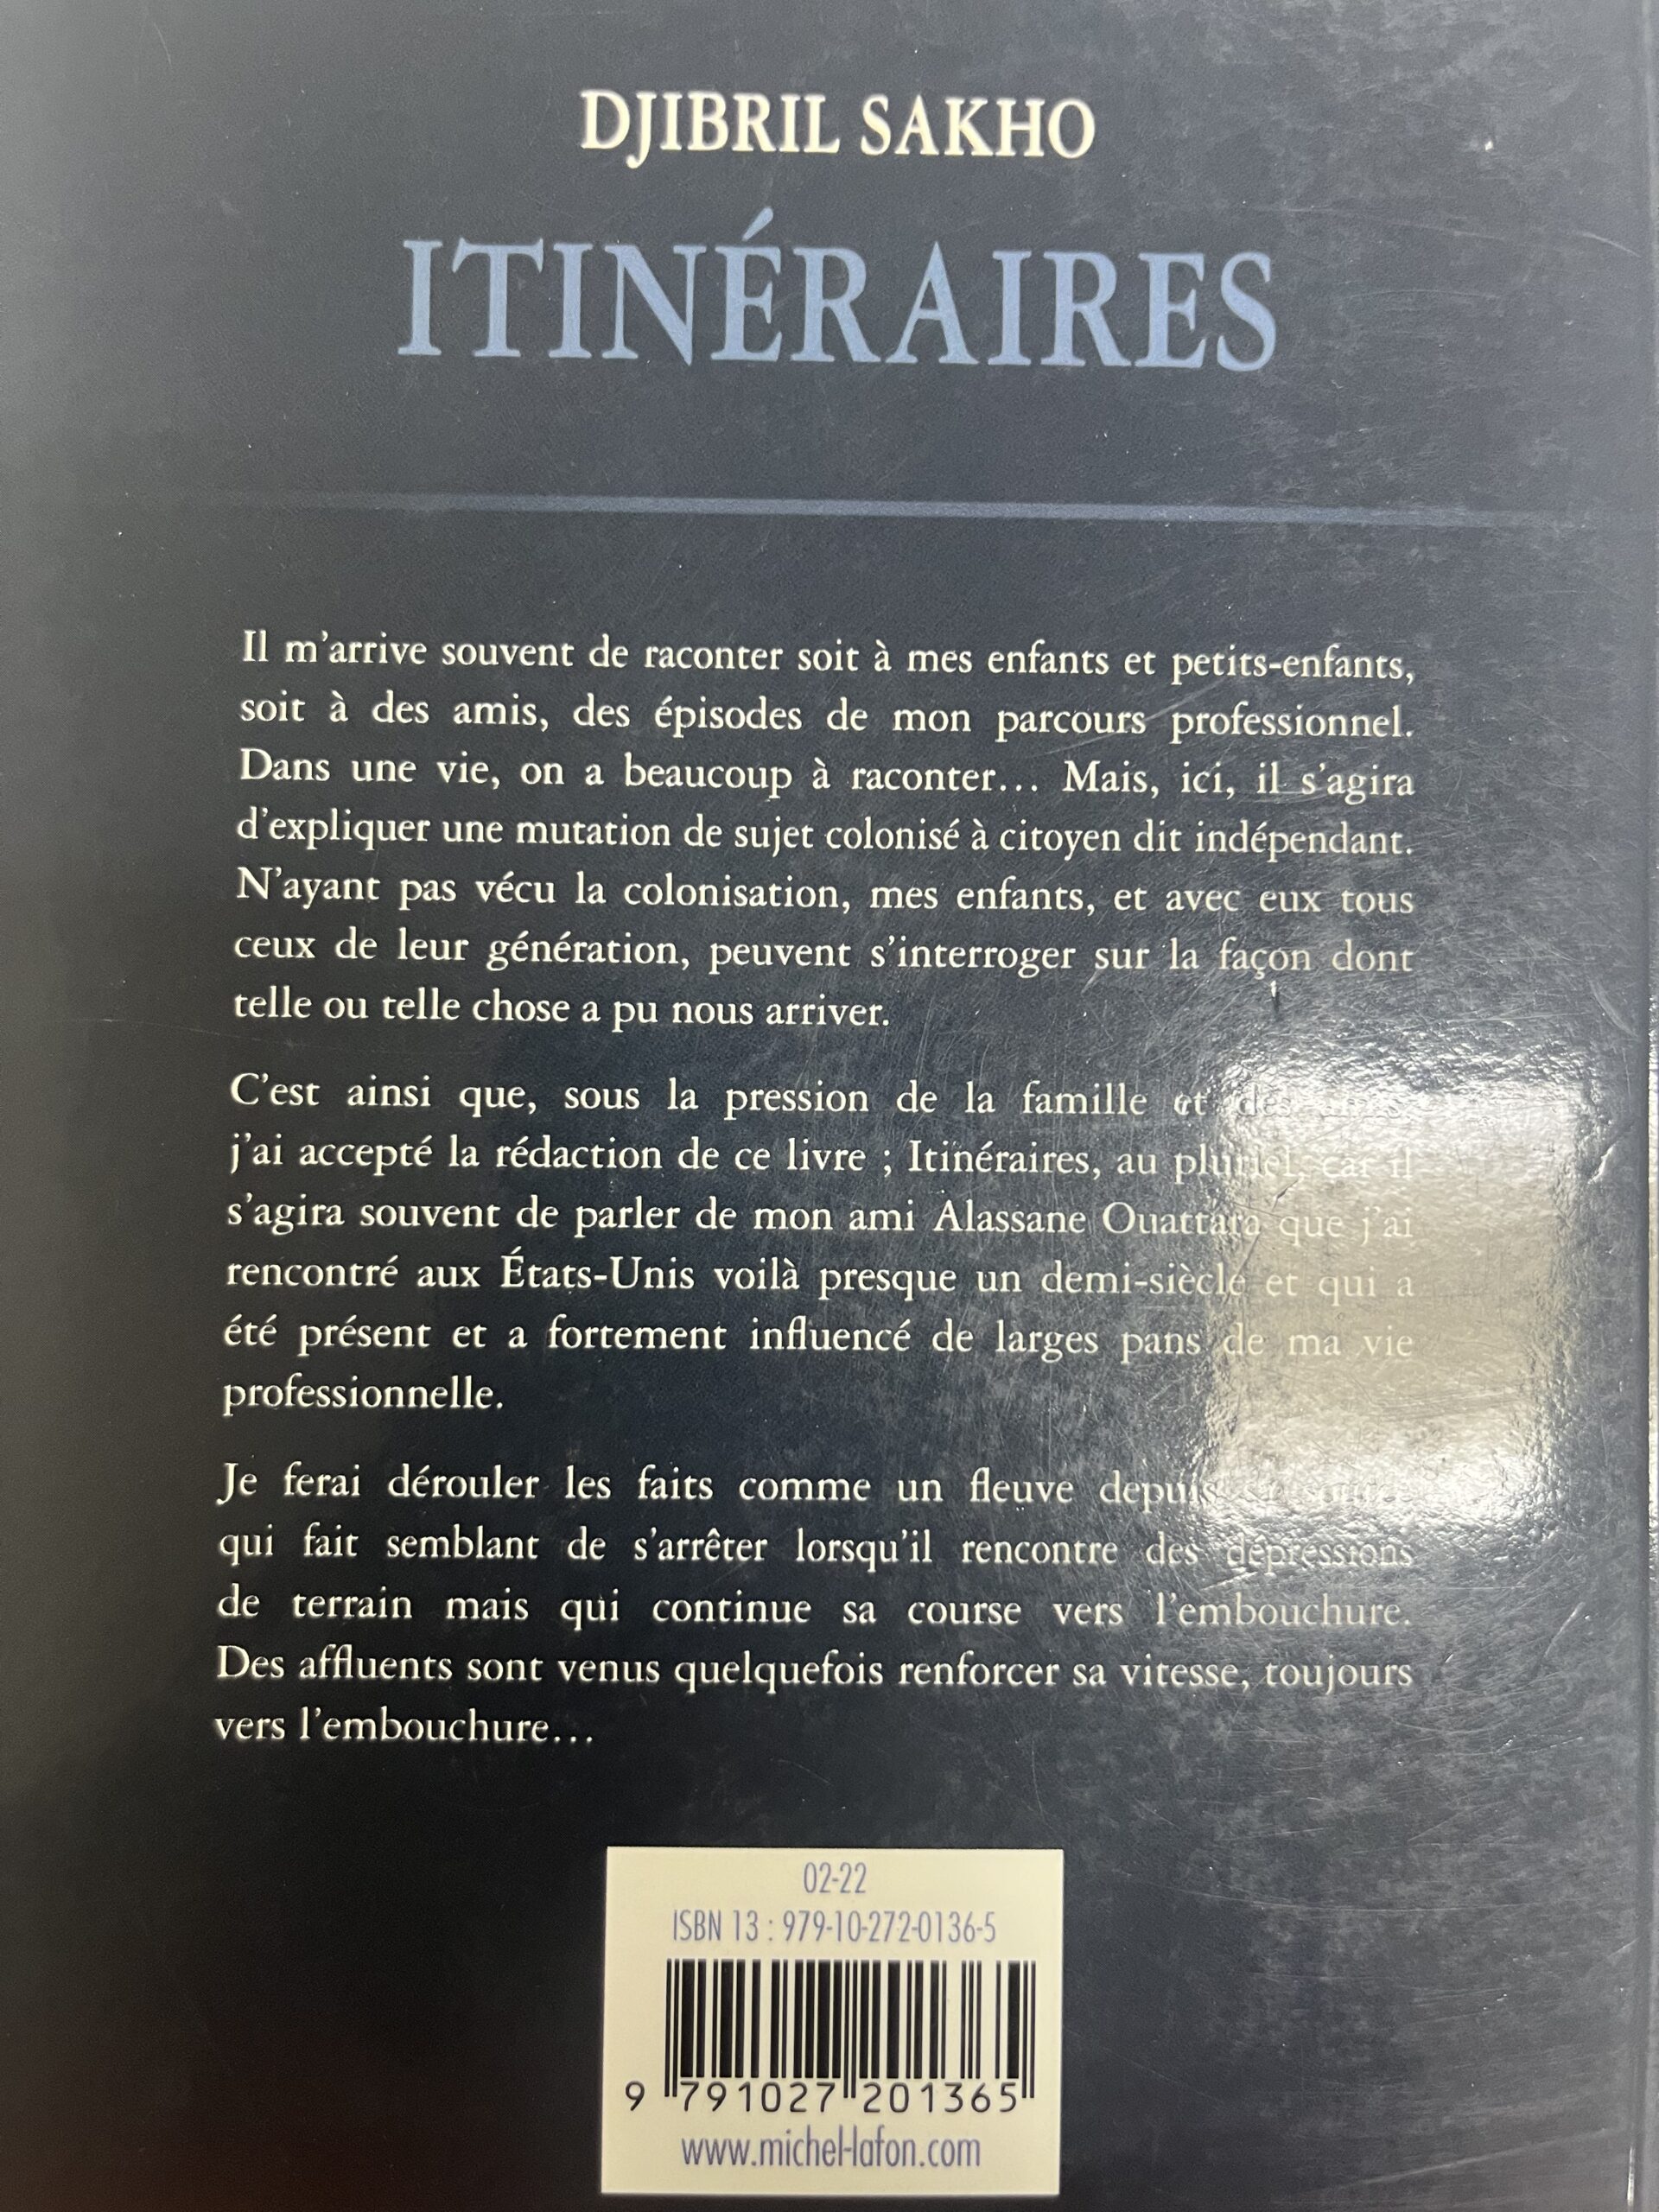 DJIBRIL SAKHO
ITINÉRAIRES
Il m'arrive souvent de raconter soit à mes enfants et petits-enfants,
soit à des amis, des épisodes de mon parcours professionnel.
Dans une vie, on a beaucoup à raconter… Mais, ici, il s'agira
d'expliquer une mutation de sujet colonisé à citoyen dit indépendant.
N'ayant pas vécu la colonisation, mes enfants, et avec eux tous
ceux de leur génération, peuvent s'interroger sur la façon dont
telle ou telle chose a pu nous arriver.
C'est ainsi que, sous la pression de la famille et des
j'ai accepté la rédaction de ce livre ; Itinéraires, au pluriel, car il
s'agira souvent de parler de mon ami Alassane Ouattara que j'ai
rencontré aux États-Unis voilà presque un demi-siècle et qui a
été présent et a fortement influencé de larges pans de ma vie
professionnelle.
Je ferai dérouler les faits comme un fleuve depuis
qui fait semblant de s'arrêter lorsqu'il rencontre des dépressions
de terrain mais qui continue sa course vers l'embouchure.
Des affluents sont venus quelquefois renforcer sa vitesse, toujours
vers l'embouchure…
02-22
ISBN 13 : 979-10-272-0136-5
9 791027 201365
www.michel-lafon.com